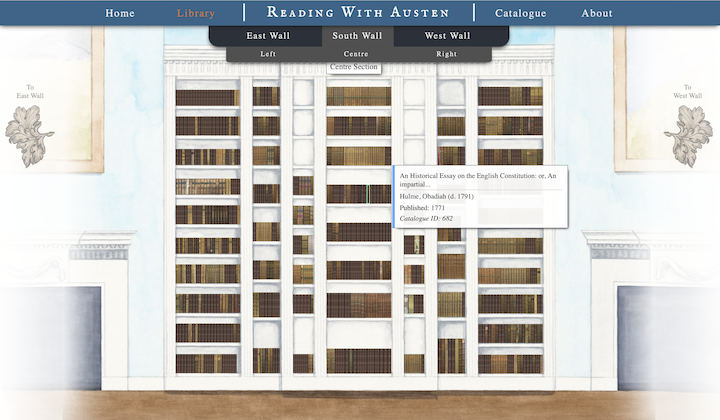 Home
Library
Reading With Austen
Catalogue
About
East Wall
South Wall
West Wall
Left
Centre
Right
Centre Section
To
East Wall
To
West Wall
An Historical Essay on the English Constitution: or, An
impartial...
Hulme, Obadiah (d. 1791)
Published: 1771
Catalogue ID: 682